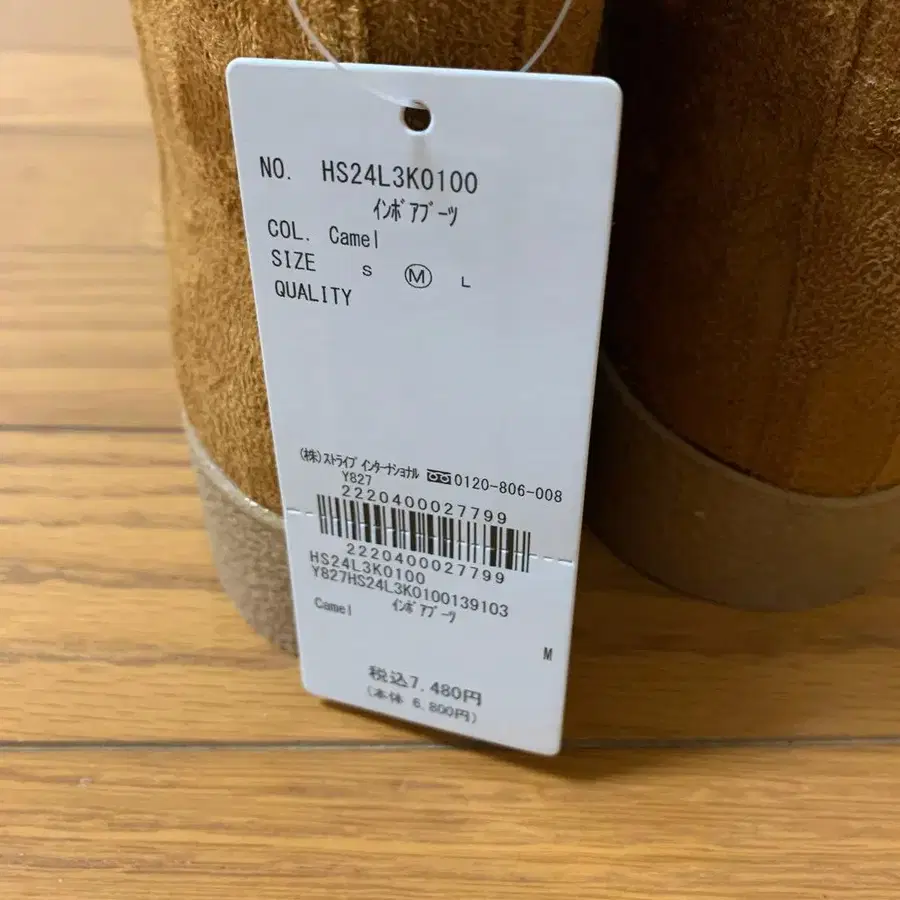 NO. HS24L3K0100
ｲﾝﾎﾞｱﾌﾞｰﾂ
COL. Camel
SIZE S Ⓜ L
QUALITY
(株)ストライプ インターナショナル 0120-806-008
Y827
2220400027799
2220400027799
HS24L3K0100
Y827HS24L3K0100139103
Camel ｲﾝﾎﾞｱﾌﾞｰﾂ
M
税込7,480円
(本体 6,800円)